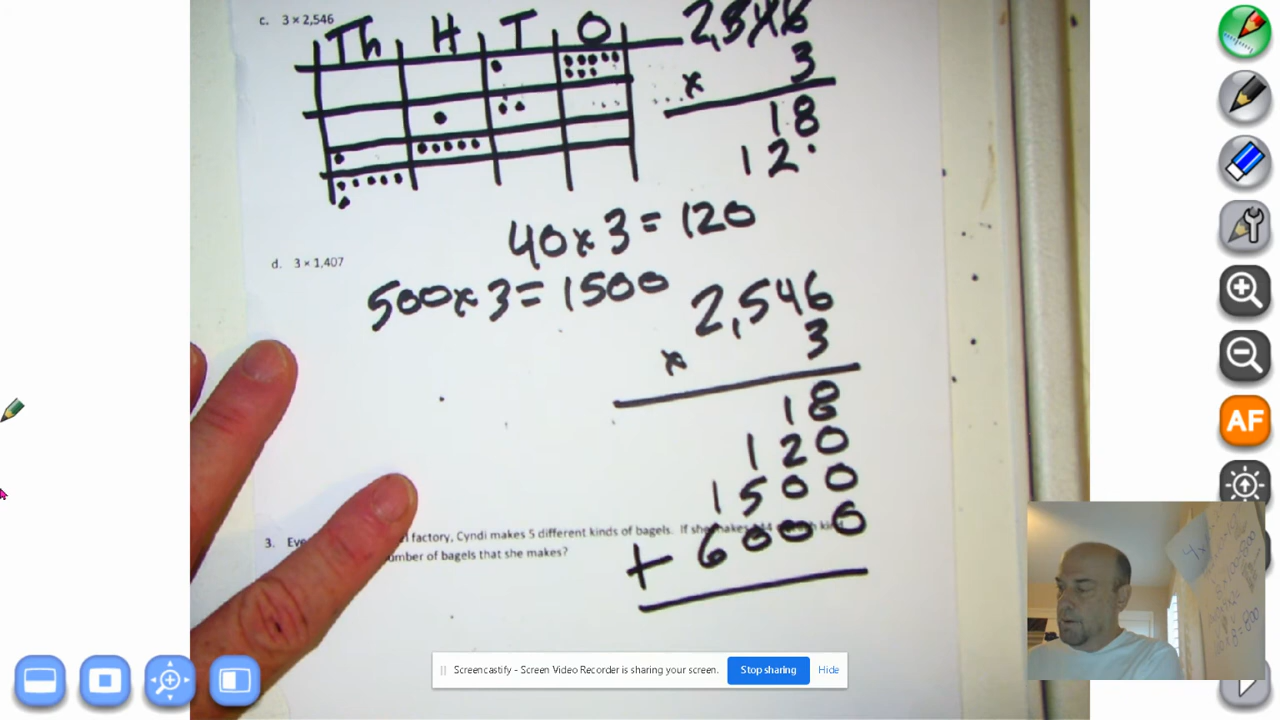 c. 3 × 2,546
Th H T O
2,546
x 3
18
12
40 x 3 = 120
d. 3 × 1,407
500 x 3 = 1500
2,546
x 3
18
120
1500
+ 6000
3. factory, Cyndi makes 5 different kinds of bagels. If she makes
number of bagels that she makes?
AF
Screencastify - Screen Video Recorder is sharing your screen. Stop sharing Hide